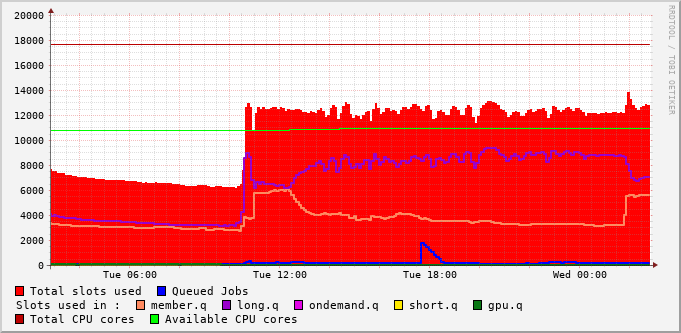 20000
18000
16000
14000
12000
10000
8000
6000
4000
2000
0
Tue 06:00 Tue 12:00 Tue 18:00 Wed 00:00
RRDTOOL / TOBI OETIKER
Total slots used Queued Jobs
Slots used in : member.q long.q ondemand.q short.q gpu.q
Total CPU cores Available CPU cores